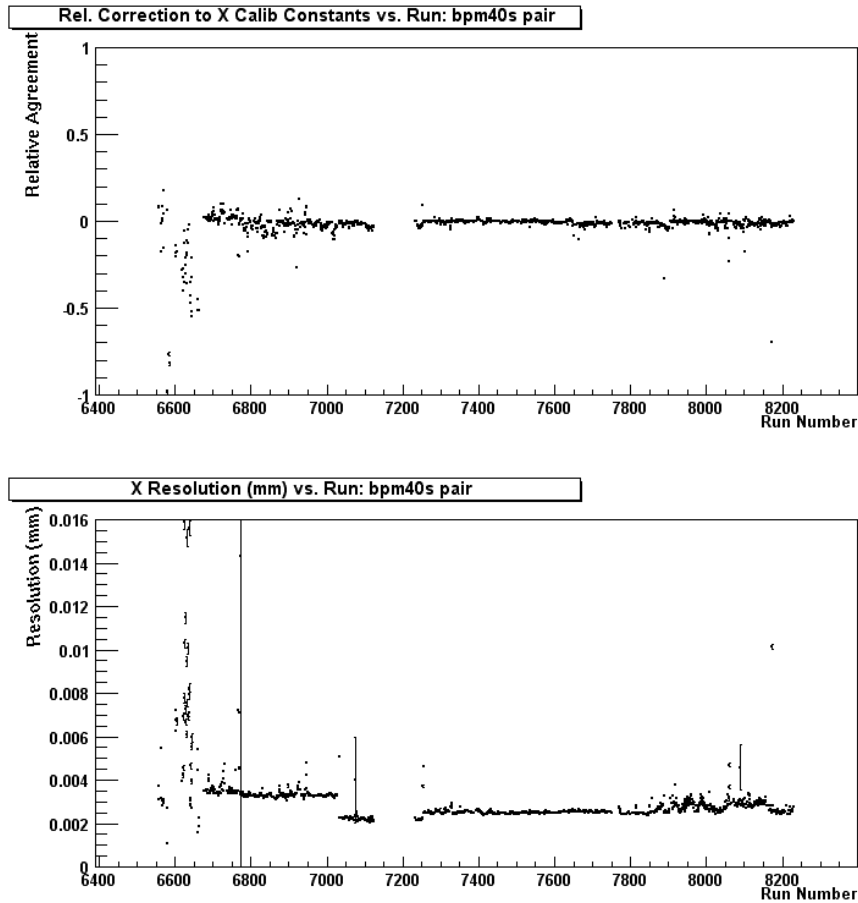 Rel. Correction to X Calib Constants vs. Run: bpm40s pair
Relative Agreement
1
0.5
0
-0.5
-1
6400 6600 6800 7000 7200 7400 7600 7800 8000 8200
Run Number
X Resolution (mm) vs. Run: bpm40s pair
Resolution (mm)
0.016
0.014
0.012
0.01
0.008
0.006
0.004
0.002
0
6400 6600 6800 7000 7200 7400 7600 7800 8000 8200
Run Number